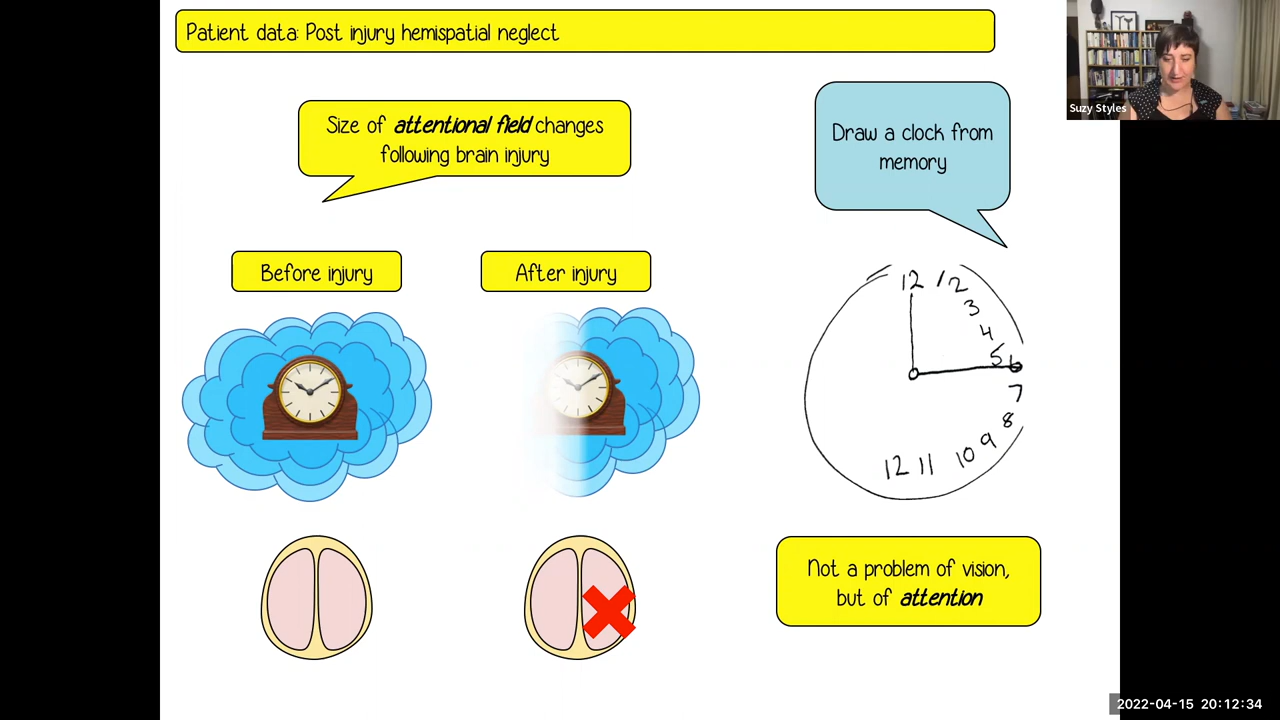 Patient data: Post injury hemispatial neglect
Suzy Styles
Size of attentional field changes
following brain injury
Draw a clock from
memory
Before injury
After injury
12 1 2
3
4
5 6
7
8
9
10
11
12
Not a problem of vision,
but of attention
2022-04-15 20:12:34